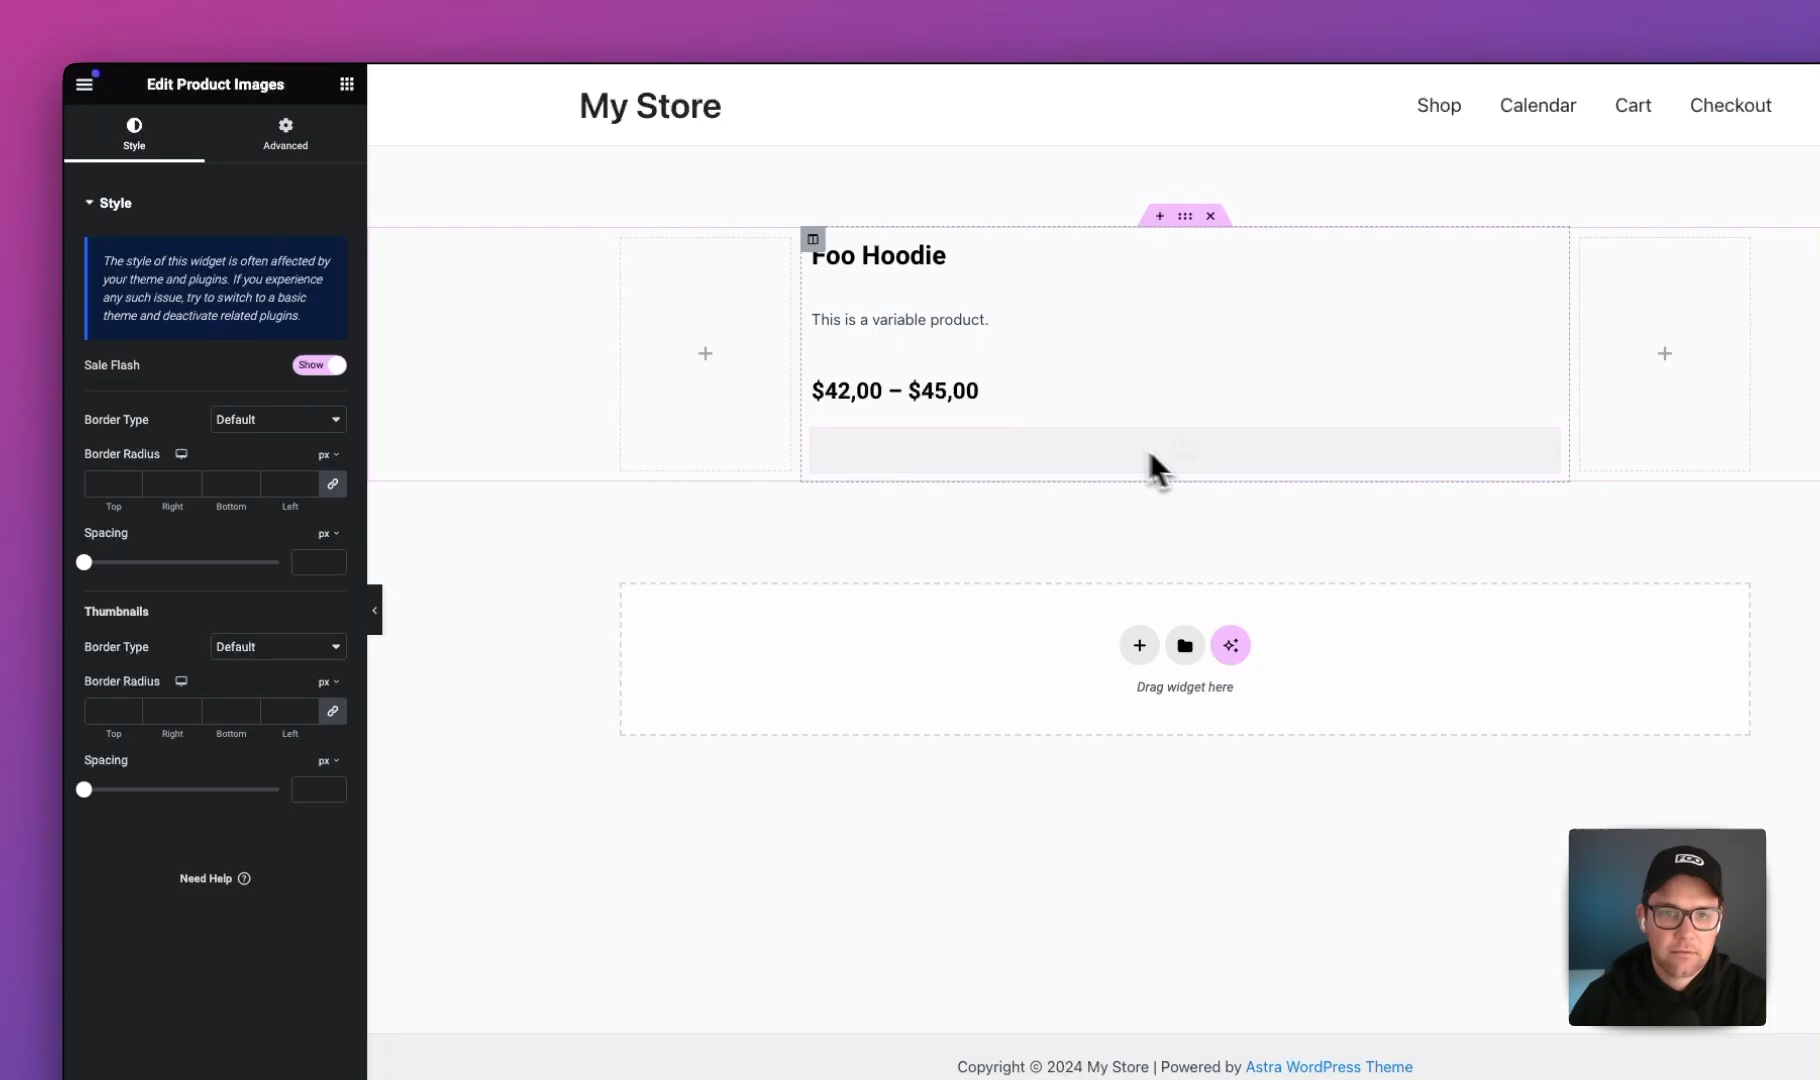 Edit Product Images
Style
Advanced
Style
The style of this widget is often affected by
your theme and plugins. If you experience
any such issue, try to switch to a basic
theme and deactivate related plugins.
Sale Flash
Show
Border Type
Default
Border Radius
px
Top
Right
Bottom
Left
Spacing
px
Thumbnails
Border Type
Default
Border Radius
px
Top
Right
Bottom
Left
Spacing
px
Need Help
My Store
Shop
Calendar
Cart
Checkout
Foo Hoodie
This is a variable product.
$42,00 – $45,00
Drag widget here
FOO
Copyright © 2024 My Store | Powered by Astra WordPress Theme